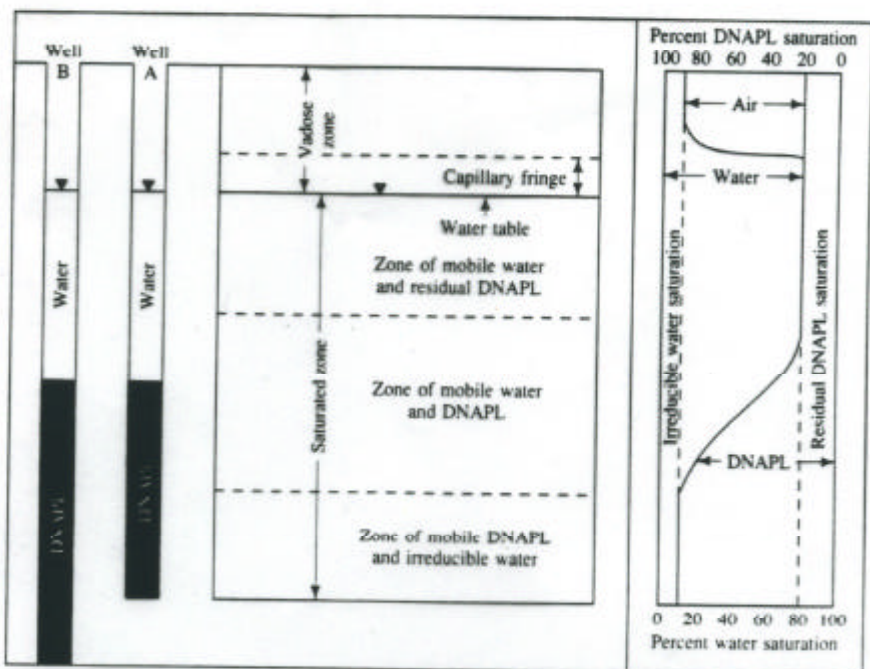 Well
B
Well
A
Water
DNAPL
Water
DNAPL
Vadose
zone
Capillary fringe
Water table
Saturated zone
Zone of mobile water
and residual DNAPL
Zone of mobile water
and DNAPL
Zone of mobile DNAPL
and irreducible water
Percent DNAPL saturation
100 80 60 40 20 0
Air
Water
Irreducible water saturation
Residual DNAPL saturation
DNAPL
0 20 40 60 80 100
Percent water saturation